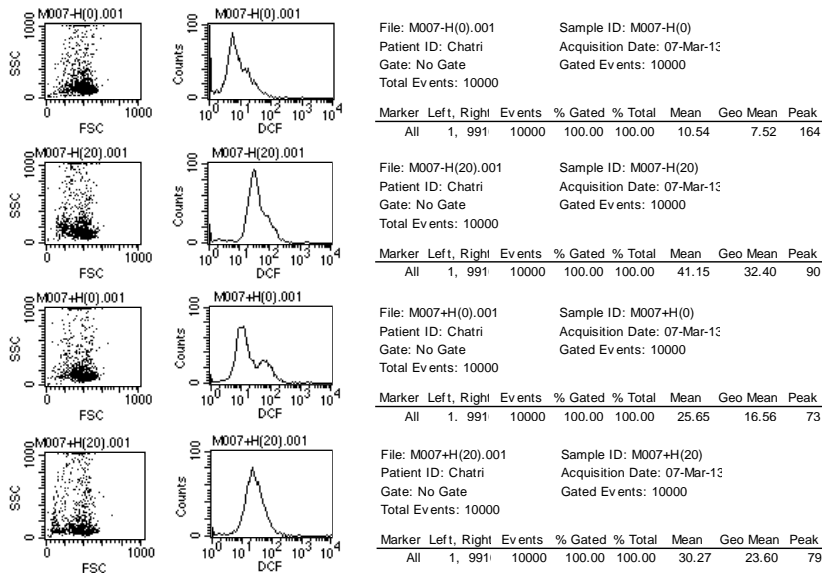 M007-H(0).001
1000
SSC
0
0 1000
FSC
M007-H(0).001
100
Counts
0
10^0 10^1 10^2 10^3 10^4
DCF
File: M007-H(0).001 Sample ID: M007-H(0)
Patient ID: Chatri Acquisition Date: 07-Mar-13
Gate: No Gate Gated Events: 10000
Total Events: 10000
Marker Left, Right Events % Gated % Total Mean Geo Mean Peak
All 1, 991 10000 100.00 100.00 10.54 7.52 164
M007-H(20).001
1000
SSC
0
0 1000
FSC
M007-H(20).001
100
Counts
0
10^0 10^1 10^2 10^3 10^4
DCF
File: M007-H(20).001 Sample ID: M007-H(20)
Patient ID: Chatri Acquisition Date: 07-Mar-13
Gate: No Gate Gated Events: 10000
Total Events: 10000
Marker Left, Right Events % Gated % Total Mean Geo Mean Peak
All 1, 991 10000 100.00 100.00 41.15 32.40 90
M007+H(0).001
1000
SSC
0
0 1000
FSC
M007+H(0).001
100
Counts
0
10^0 10^1 10^2 10^3 10^4
DCF
File: M007+H(0).001 Sample ID: M007+H(0)
Patient ID: Chatri Acquisition Date: 07-Mar-13
Gate: No Gate Gated Events: 10000
Total Events: 10000
Marker Left, Right Events % Gated % Total Mean Geo Mean Peak
All 1. 991 10000 100.00 100.00 25.65 16.56 73
M007+H(20).001
1000
SSC
0
0 1000
FSC
M007+H(20).001
100
Counts
0
10^0 10^1 10^2 10^3 10^4
DCF
File: M007+H(20).001 Sample ID: M007+H(20)
Patient ID: Chatri Acquisition Date: 07-Mar-13
Gate: No Gate Gated Events: 10000
Total Events: 10000
Marker Left, Right Events % Gated % Total Mean Geo Mean Peak
All 1, 991 10000 100.00 100.00 30.27 23.60 79